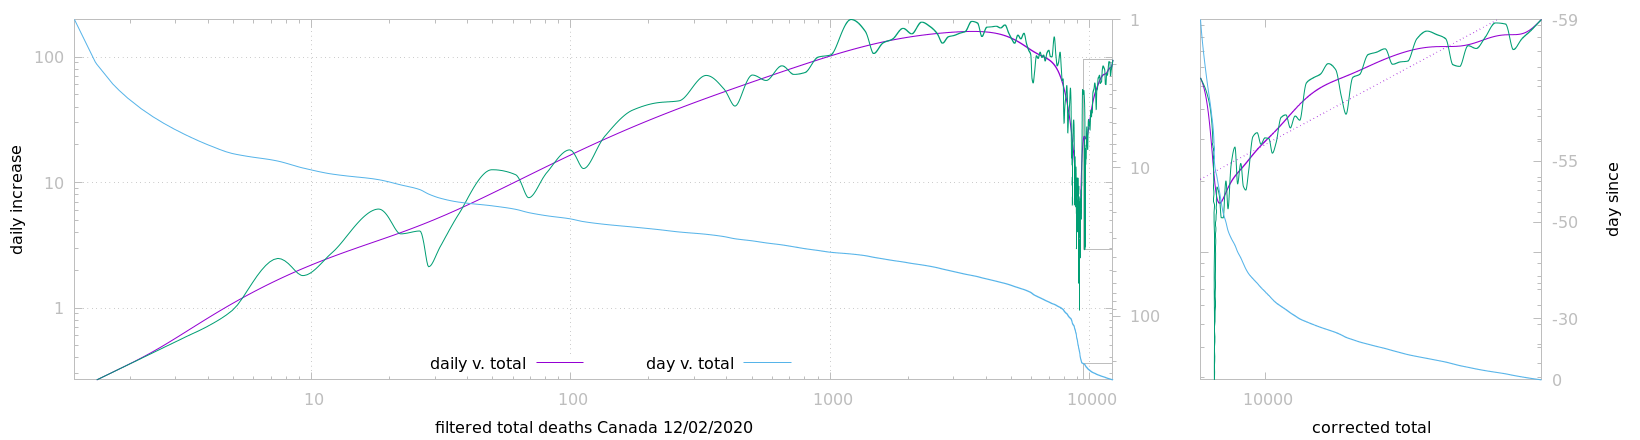 daily increase
100
10
1
10
100
1000
10000
1
10
100
daily v. total
day v. total
filtered total deaths Canada 12/02/2020
10000
-59
-55
-50
-30
0
day since
corrected total